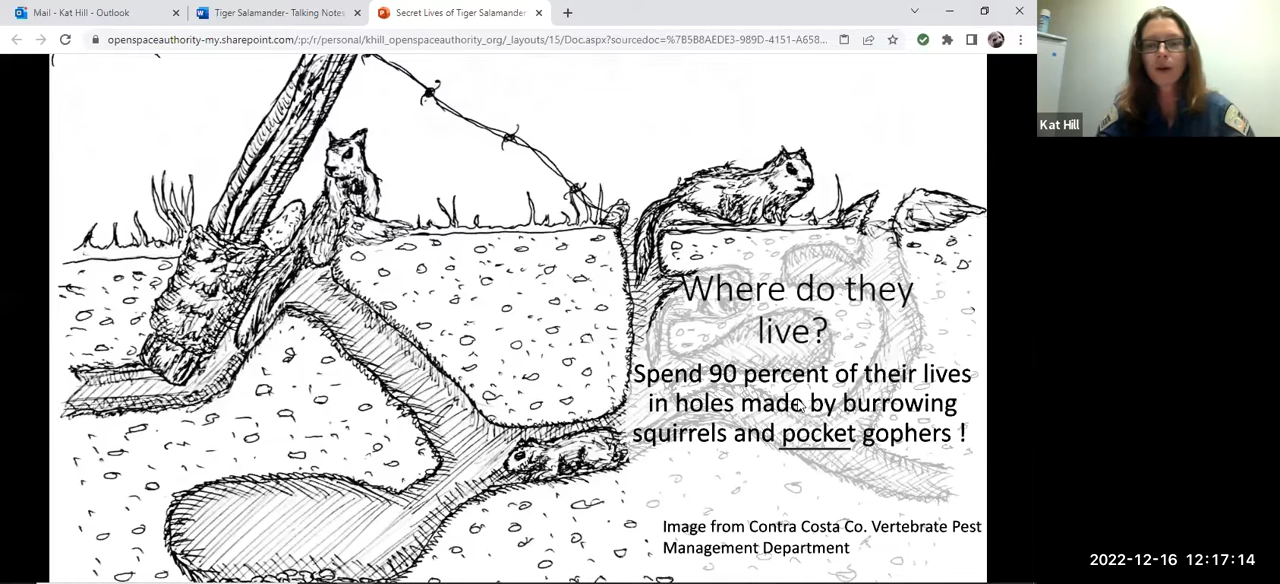 Mail - Kat Hill - Outlook
Tiger Salamander- Talking Notes
Secret Lives of Tiger Salamander
openspaceauthority-my.sharepoint.com/:p:/r/personal/khill_openspaceauthority_org/_layouts/15/Doc.aspx?sourcedoc=%7B5B8AEDE3-989D-4151-A658...
Kat Hill
Where do they
live?
Spend 90 percent of their lives
in holes made by burrowing
squirrels and pocket gophers !
Image from Contra Costa Co. Vertebrate Pest
Management Department
2022-12-16 12:17:14